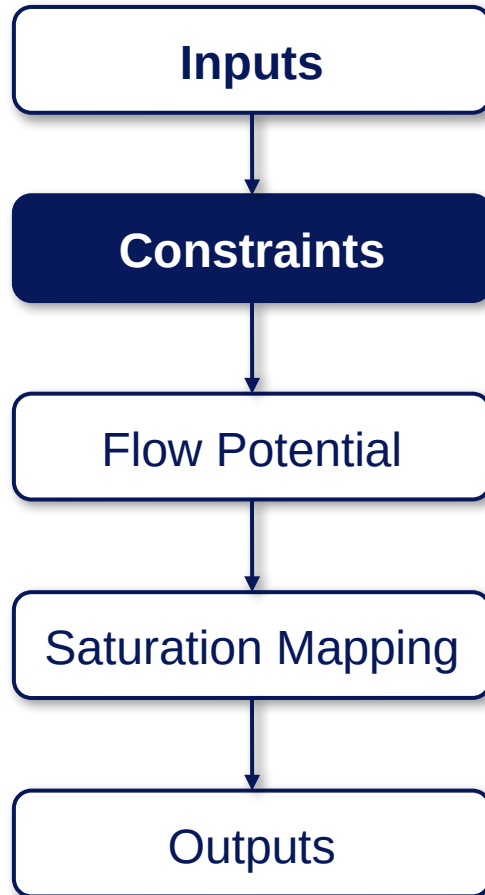 Inputs
Constraints
Flow Potential
Saturation Mapping
Outputs